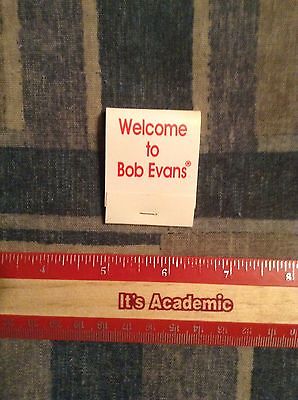 Welcome
to
Bob Evans®
4 5 6 7 8
It's Academic